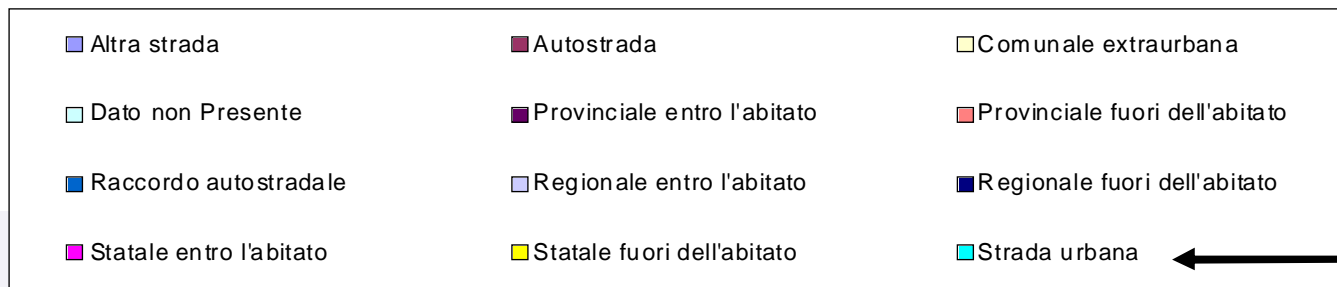 Altra strada Autostrada Comunale extraurbana
Dato non Presente Provinciale entro l'abitato Provinciale fuori dell'abitato
Raccordo autostradale Regionale entro l'abitato Regionale fuori dell'abitato
Statale entro l'abitato Statale fuori dell'abitato Strada urbana